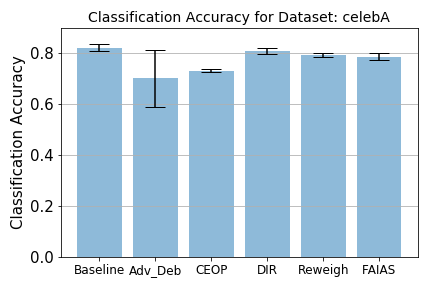 Classification Accuracy for Dataset: celebA
Classification Accuracy
0.8
0.6
0.4
0.2
0.0
Baseline Adv_Deb CEOP DIR Reweigh FAIAS